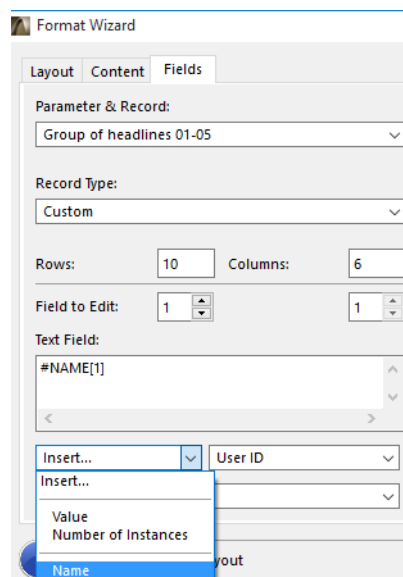 Format Wizard
Layout Content Fields
Parameter & Record:
Group of headlines 01-05
Record Type:
Custom
Rows: 10 Columns: 6
Field to Edit: 1 1
Text Field:
#NAME[1]
Insert... User ID
Insert...
Value
Number of Instances
Name